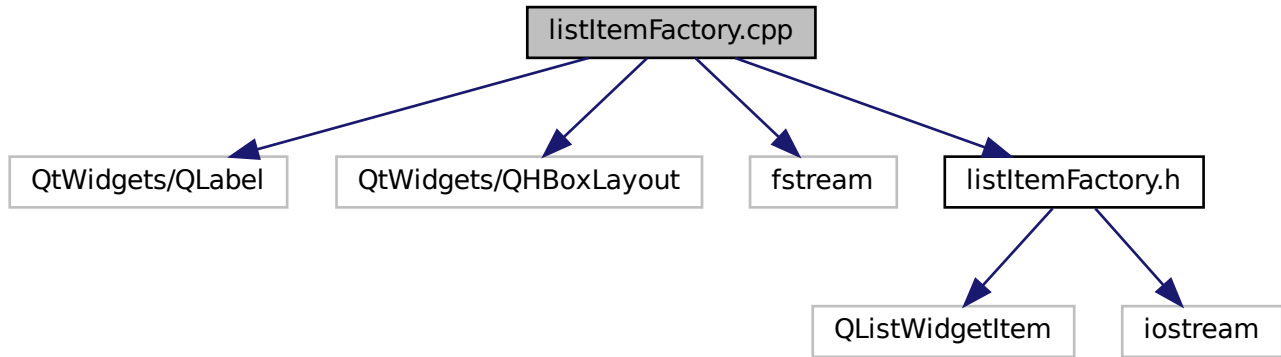 listItemFactory.cpp
QtWidgets/QLabel
QtWidgets/QHBoxLayout
fstream
listItemFactory.h
QListWidgetItem
iostream